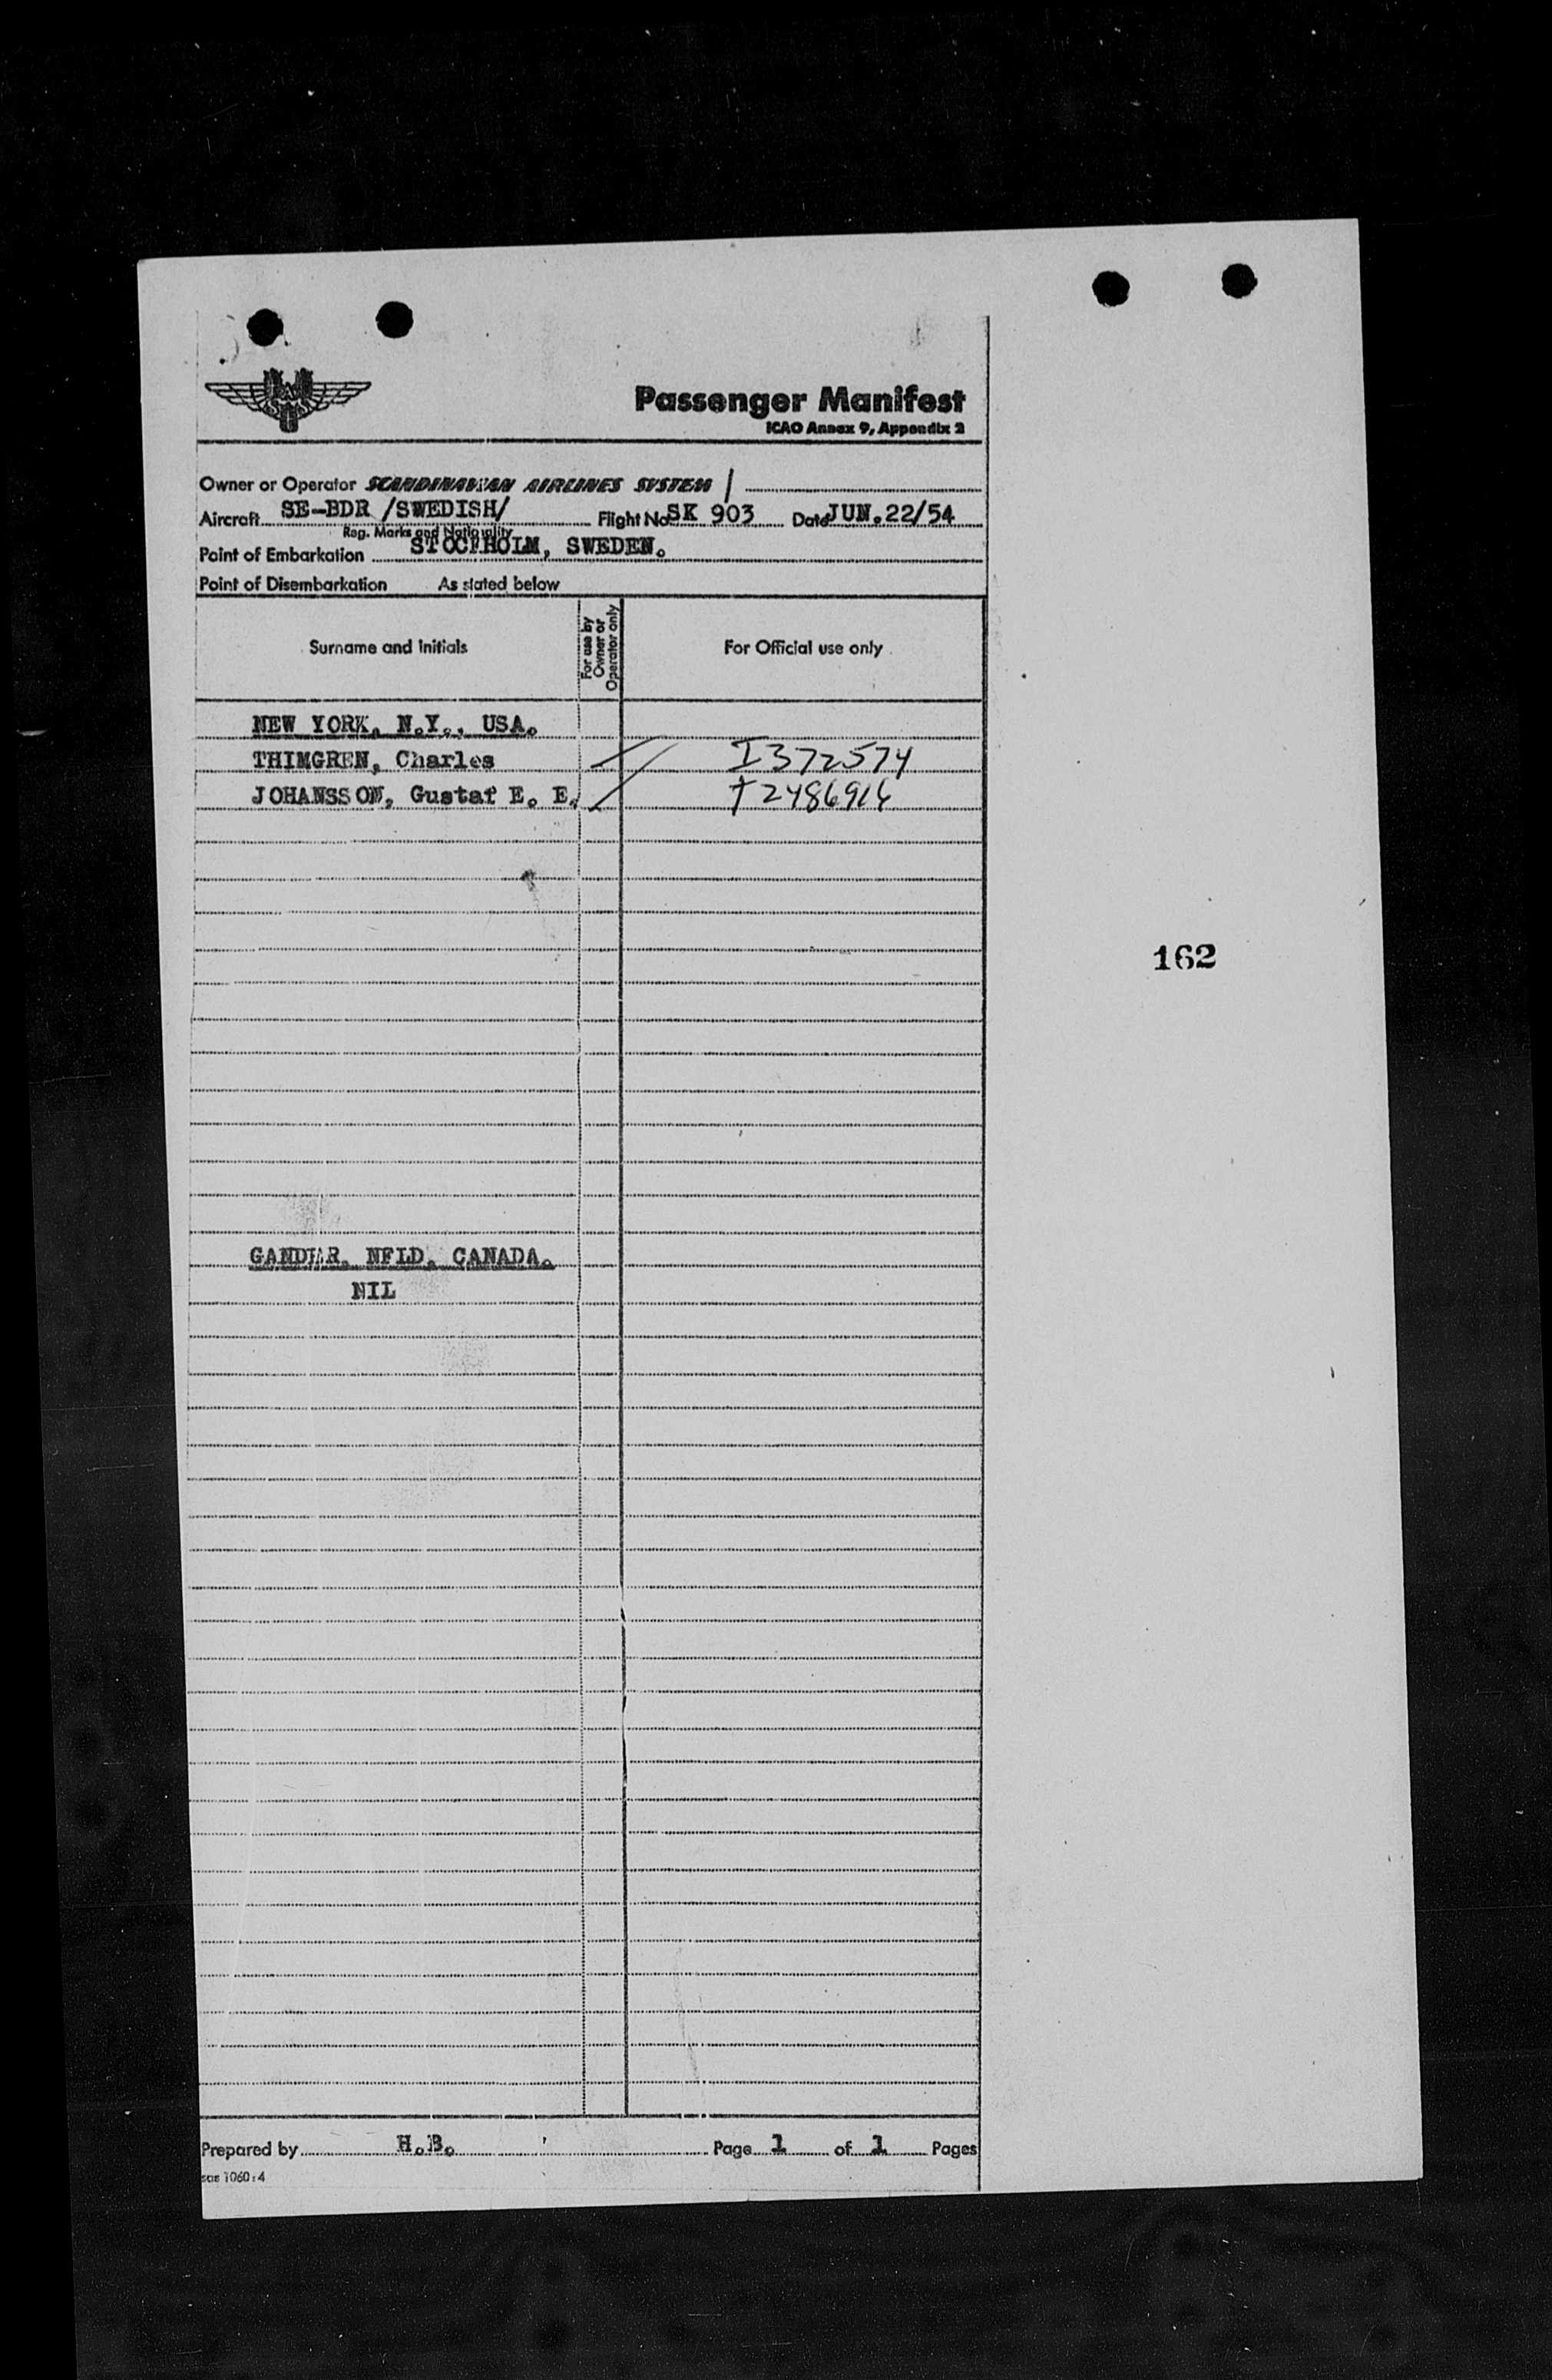 Passenger Manifest
ICAO Annex 9, Appendix 2
Owner or Operator SCANDINAVIAN AIRLINES SYSTEM /
Aircraft SE-BDR /SWEDISH/ Flight No. SK 903 Date JUN.22/54
Reg. Marks and Nationality
Point of Embarkation STOCKHOLM, SWEDEN.
Point of Disembarkation As stated below
Surname and Initials For use by Owner or Operator only For Official use only
NEW YORK, N.Y., USA.
THIMGREN, Charles I372574
JOHANSSON, Gustaf E. E.
162
GANDER, NFLD, CANADA.
NIL
Prepared by H.B. Page 1 of 1 Pages
sas 1060:4